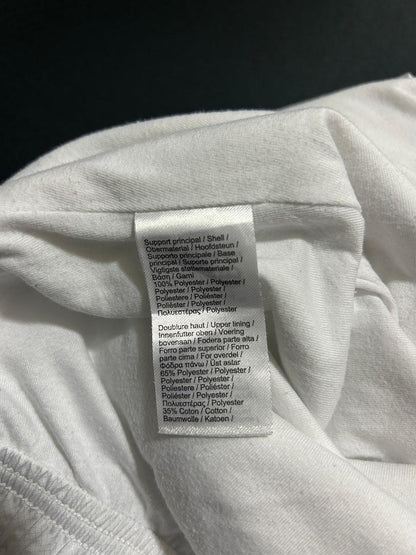 Support principal / Shell /
Obermaterial / Hoofdsteun /
Supporto principale / Base
principal / Suporte principal /
Vigtigste støttemateriale /
Βάση / Gami
100% Polyester / Polyester /
Polyester / Polyester /
Poliestere / Poliéster /
Poliéster / Polyester /
Πολυεστέρας / Polyester
Doublure haut / Upper lining /
Innenfutter oben / Voering
bovensan / Fodera parte alta /
Forro parte superior / Forro
parte cima / For overdel /
Φόδρα πάνω / Üst astar
65% Polyester / Polyester /
Polyester / Polyester /
Poliestere / Poliéster /
Poliéster / Polyester /
Πολυεστέρας / Polyester
35% Coton / Cotton /
Baumwolle / Katoen /